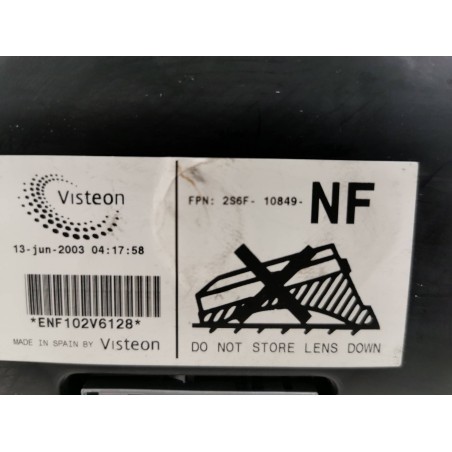 Visteon
13-jun-2003 04:17:58
*ENF102V6128*
MADE IN SPAIN BY Visteon
FPN: 2S6F- 10849- NF
DO NOT STORE LENS DOWN